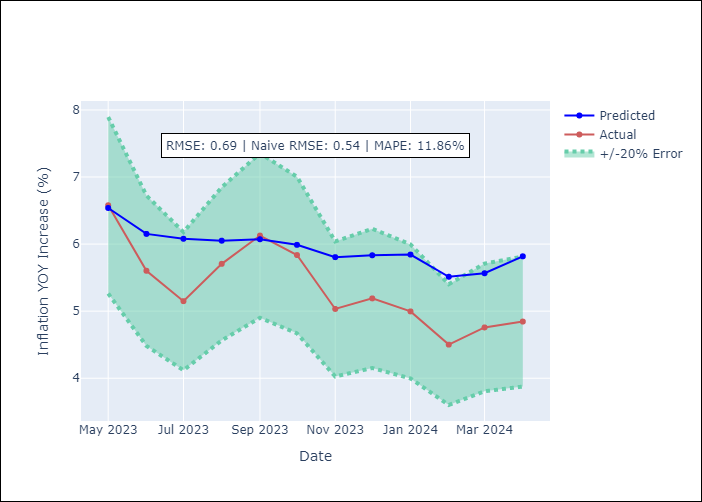 RMSE: 0.69 | Naive RMSE: 0.54 | MAPE: 11.86%
Predicted
Actual
+/-20% Error
Inflation YOY Increase (%)
8
7
6
5
4
May 2023 Jul 2023 Sep 2023 Nov 2023 Jan 2024 Mar 2024
Date